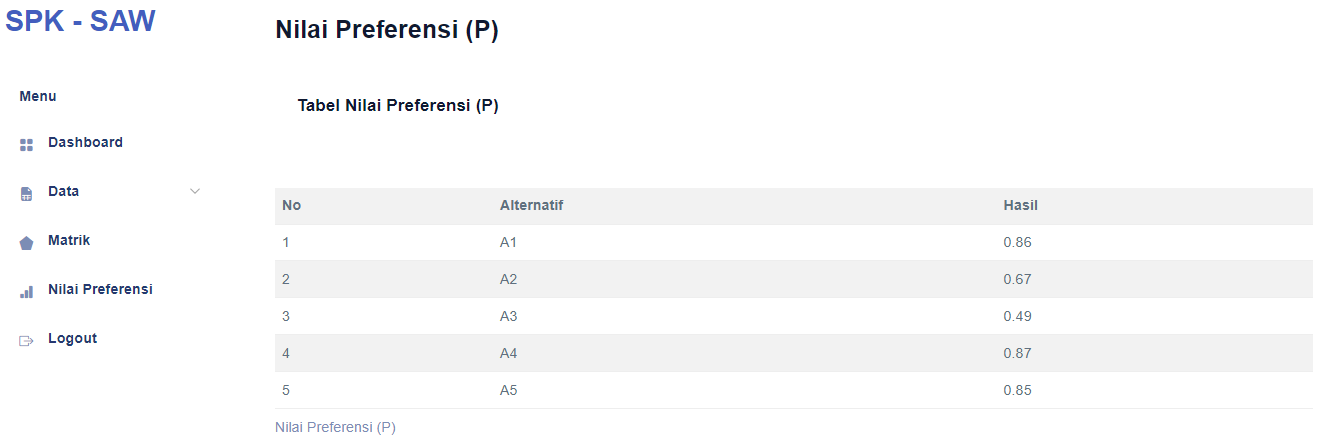 SPK - SAW
Menu
Dashboard
Data
Matrik
Nilai Preferensi
Logout
Nilai Preferensi (P)
Tabel Nilai Preferensi (P)
No Alternatif Hasil
1 A1 0.86
2 A2 0.67
3 A3 0.49
4 A4 0.87
5 A5 0.85
Nilai Preferensi (P)